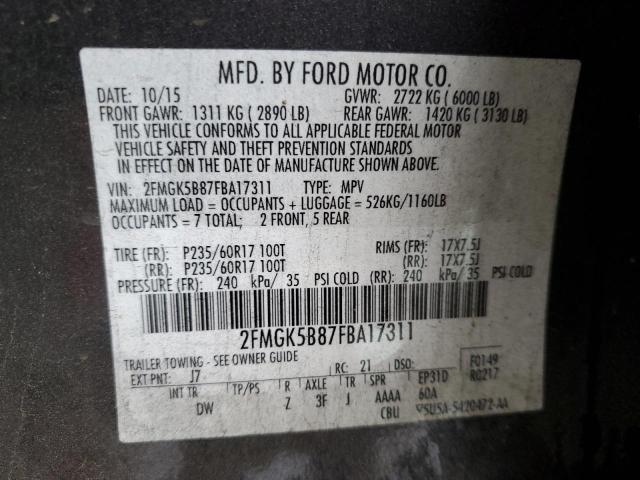 MFD. BY FORD MOTOR CO.
DATE: 10/15 GVWR: 2722 KG ( 6000 LB)
FRONT GAWR: 1311 KG ( 2890 LB) REAR GAWR: 1420 KG ( 3130 LB)
THIS VEHICLE CONFORMS TO ALL APPLICABLE FEDERAL MOTOR
VEHICLE SAFETY AND THEFT PREVENTION STANDARDS
IN EFFECT ON THE DATE OF MANUFACTURE SHOWN ABOVE.
VIN: 2FMGK5B87FBA17311 TYPE: MPV
MAXIMUM LOAD = OCCUPANTS + LUGGAGE = 526KG/1160LB
OCCUPANTS = 7 TOTAL; 2 FRONT, 5 REAR
TIRE (FR): P235/60R17 100T RIMS (FR): 17X7.5J
(RR): P235/60R17 100T (RR): 17X7.5J
PRESSURE (FR): 240 kPa/ 35 PSI COLD (RR): 240 kPa/ 35 PSI COLD
2FMGK5B87FBA17311
TRAILER TOWING - SEE OWNER GUIDE
EXT PNT: J7 RC: 21 DSO: F0149
R0217
INT TR TP/PS R AXLE TR SPR EP31D
DW Z 3F J AAAA 60A
CBU 5U5A-5420472-AA